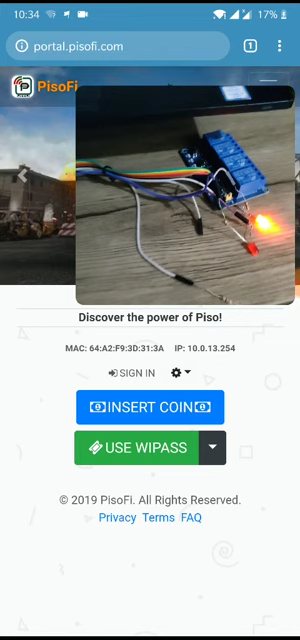 10:34
17%
portal.pisofi.com
1
PisoFi
Discover the power of Piso!
MAC: 64:A2:F9:3D:31:3A IP: 10.0.13.254
SIGN IN
INSERT COIN
USE WIPASS
© 2019 PisoFi. All Rights Reserved.
Privacy Terms FAQ